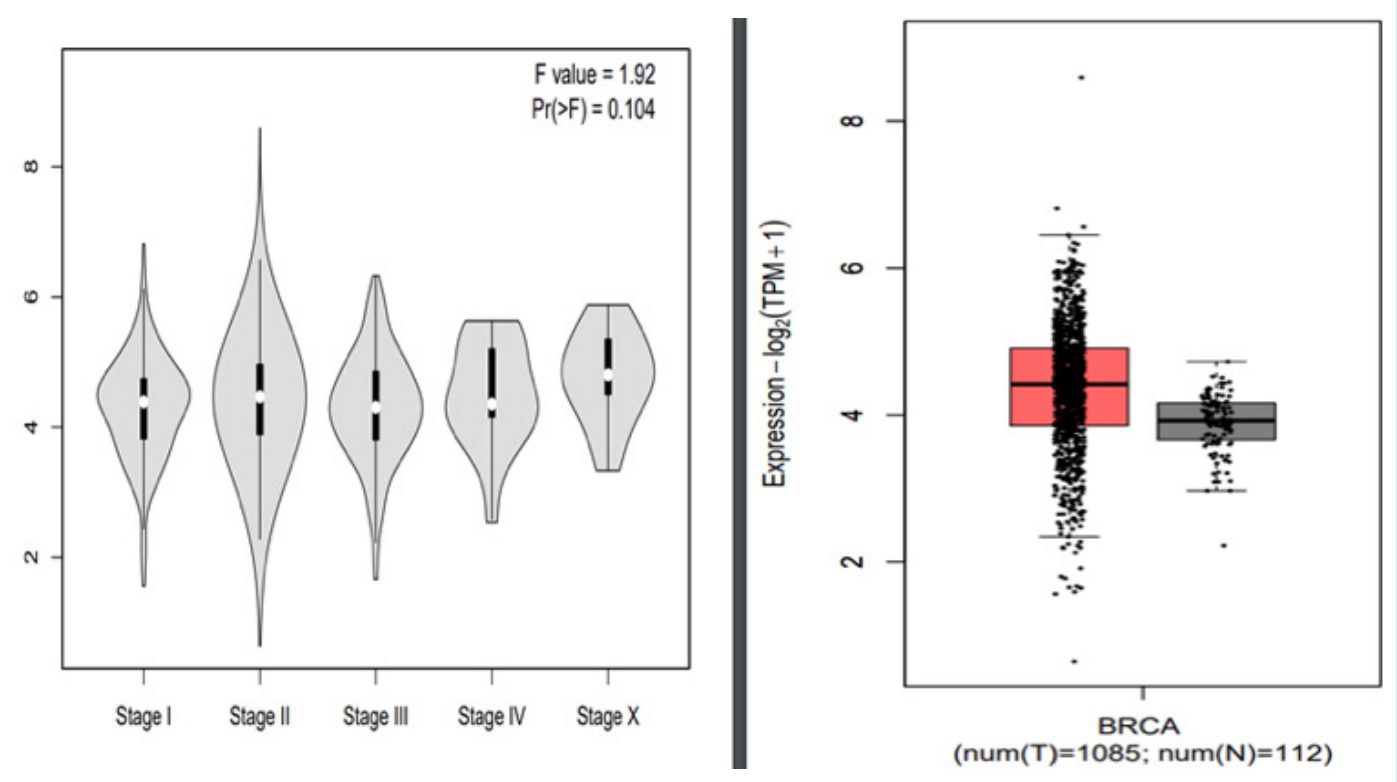 F value = 1.92
Pr(>F) = 0.104
8
6
4
2
Stage I Stage II Stage III Stage IV Stage X
Expression – log₂(TPM + 1)
8
6
4
2
BRCA
(num(T)=1085; num(N)=112)